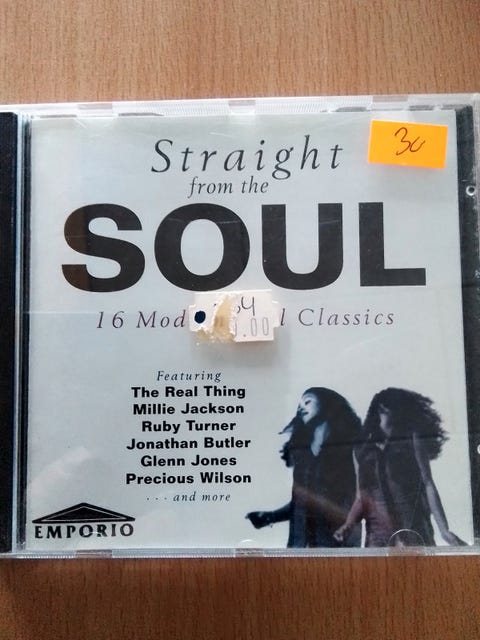 Straight
from the
SOUL
16 Mod l Classics
Featuring
The Real Thing
Millie Jackson
Ruby Turner
Jonathan Butler
Glenn Jones
Precious Wilson
· · · and more
EMPORIO